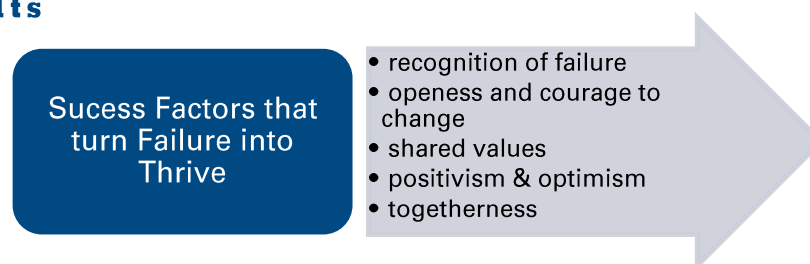 lts
Sucess Factors that
turn Failure into
Thrive
• recognition of failure
• openess and courage to
change
• shared values
• positivism & optimism
• togetherness